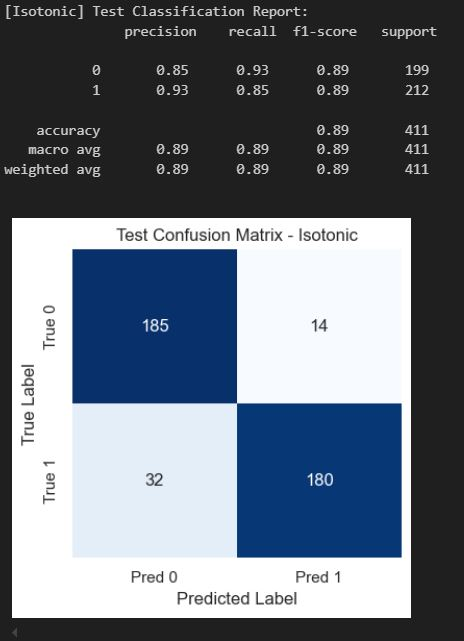 [Isotonic] Test Classification Report:
precision recall f1-score support
0 0.85 0.93 0.89 199
1 0.93 0.85 0.89 212
accuracy 0.89 411
macro avg 0.89 0.89 0.89 411
weighted avg 0.89 0.89 0.89 411
Test Confusion Matrix - Isotonic
True Label
True 0
185 14
True 1
32 180
Pred 0 Pred 1
Predicted Label